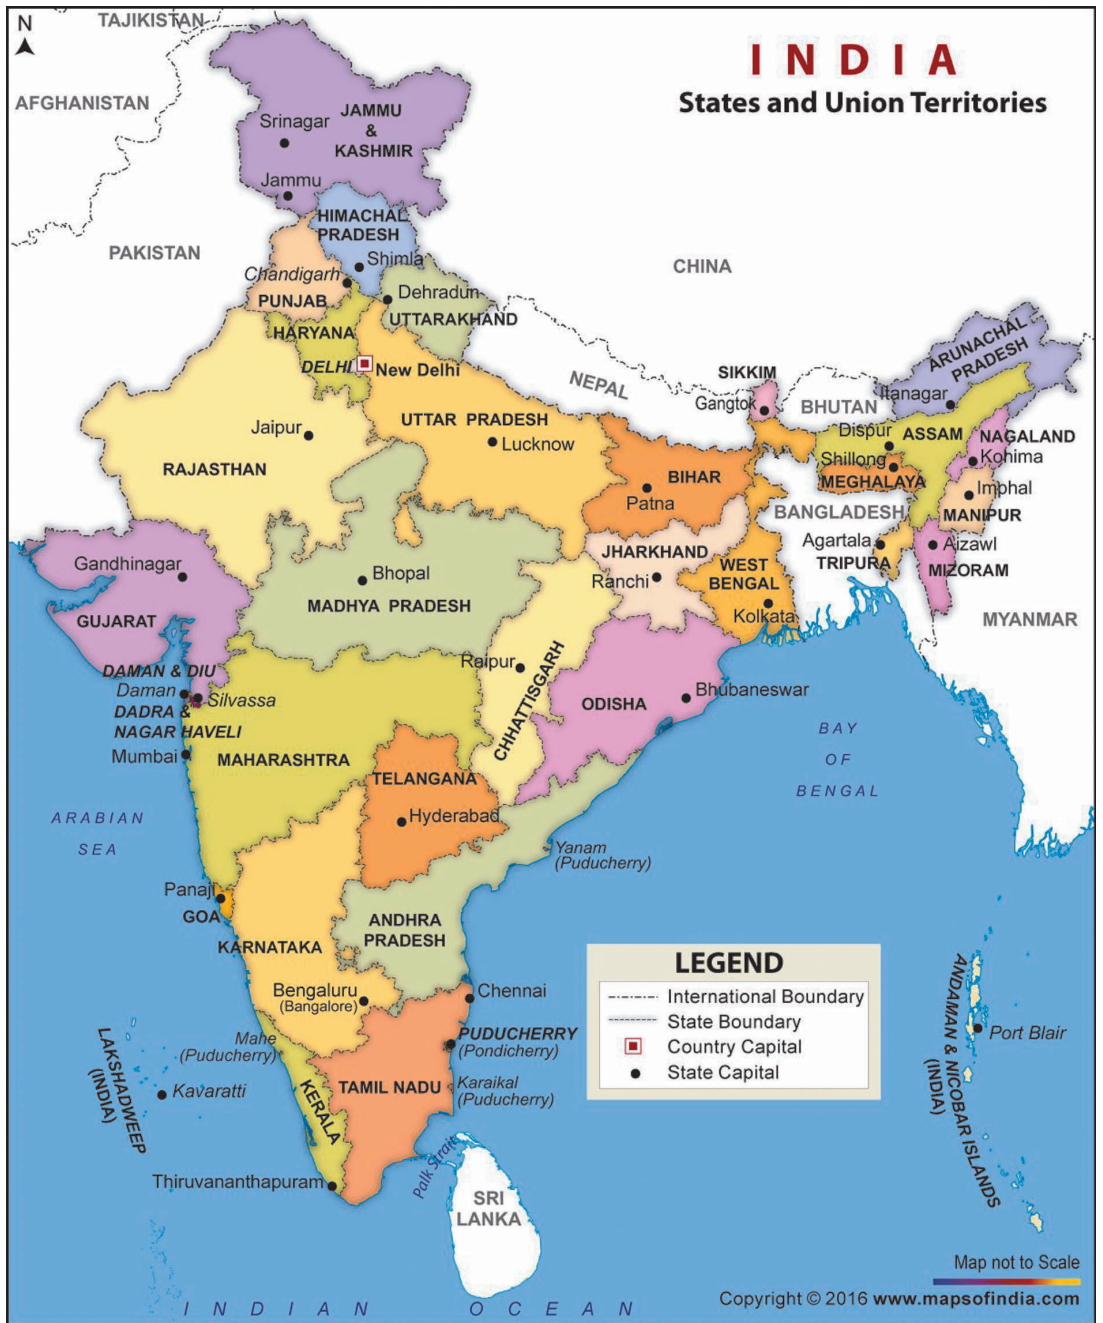 N
TAJIKISTAN
INDIA
States and Union Territories
AFGHANISTAN
JAMMU
&
KASHMIR
Srinagar
Jammu
HIMACHAL
PRADESH
PAKISTAN
Shimla
CHINA
Chandigarh
PUNJAB
Dehradun
UTTARAKHAND
HARYANA
DELHI
New Delhi
NEPAL
SIKKIM
Gangtok
BHUTAN
ARUNACHAL
PRADESH
Itanagar
UTTAR PRADESH
Lucknow
Jaipur
RAJASTHAN
Dispur
ASSAM
NAGALAND
Kohima
Shillong
MEGHALAYA
BIHAR
Patna
Imphal
MANIPUR
BANGLADESH
Agartala
TRIPURA
Aizawl
MIZORAM
JHARKHAND
Ranchi
WEST
BENGAL
Kolkata
Gandhinagar
GUJARAT
Bhopal
MADHYA PRADESH
MYANMAR
Raipur
CHHATTISGARH
DAMAN & DIU
Daman
Silvassa
DADRA &
NAGAR HAVELI
Mumbai
MAHARASHTRA
ODISHA
Bhubaneswar
BAY
OF
BENGAL
TELANGANA
Hyderabad
ARABIAN
SEA
Yanam
(Puducherry)
Panaji
GOA
KARNATAKA
ANDHRA
PRADESH
Bengaluru
(Bangalore)
Chennai
LEGEND
International Boundary
State Boundary
Country Capital
State Capital
ANDAMAN & NICOBAR ISLANDS
(INDIA)
Port Blair
LAKSHADWEEP
(INDIA)
Kavaratti
Mahe
(Puducherry)
PUDUCHERRY
(Pondicherry)
KERALA
TAMIL NADU
Karaikal
(Puducherry)
Thiruvananthapuram
Palk Strait
SRI
LANKA
INDIAN OCEAN
Map not to Scale
Copyright © 2016 www.mapsofindia.com